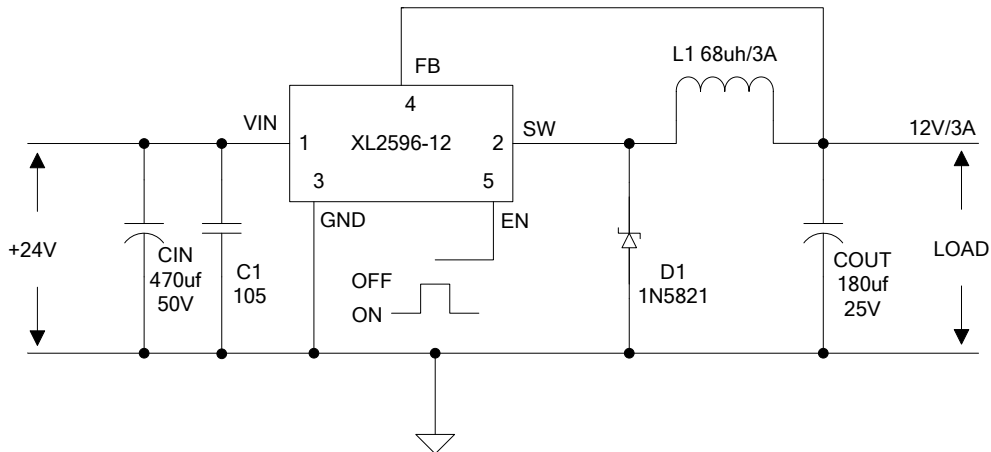 L1 68uh/3A
FB
4
VIN
SW
12V/3A
1
XL2596-12
2
3
5
GND
EN
+24V
CIN
470uf
50V
C1
105
OFF
ON
D1
1N5821
COUT
180uf
25V
LOAD